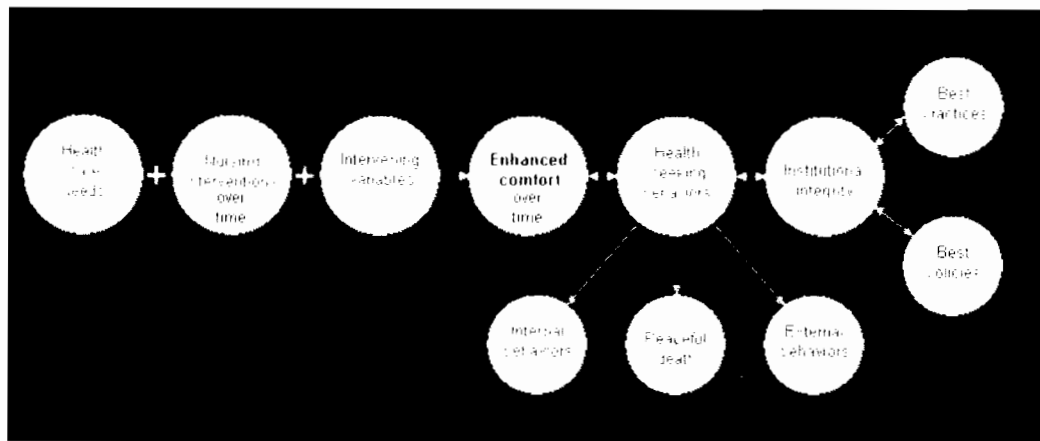 Health
Care
Needs
Nursing
interventions
over
time
Intervening
variables
Enhanced
comfort
over
time
Health
seeking
behaviors
Institutional
integrity
Best
Practices
Best
Policies
Internal
behaviors
Peaceful
death
External
behaviors